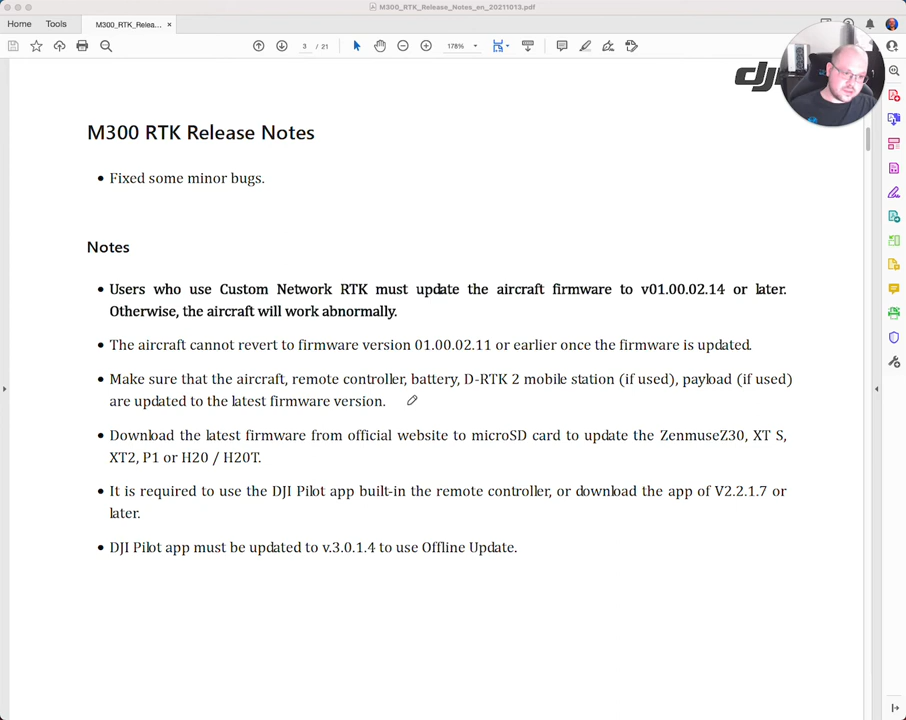 M300_RTK_Release_Notes_en_20211013.pdf
Home
Tools
M300_RTK_Relea...
3 / 21
178%
dji
M300 RTK Release Notes
• Fixed some minor bugs.
Notes
• Users who use Custom Network RTK must update the aircraft firmware to v01.00.02.14 or later.
Otherwise, the aircraft will work abnormally.
• The aircraft cannot revert to firmware version 01.00.02.11 or earlier once the firmware is updated.
• Make sure that the aircraft, remote controller, battery, D-RTK 2 mobile station (if used), payload (if used)
are updated to the latest firmware version.
• Download the latest firmware from official website to microSD card to update the ZenmuseZ30, XT S,
XT2, P1 or H20 / H20T.
• It is required to use the DJI Pilot app built-in the remote controller, or download the app of V2.2.1.7 or
later.
• DJI Pilot app must be updated to v.3.0.1.4 to use Offline Update.